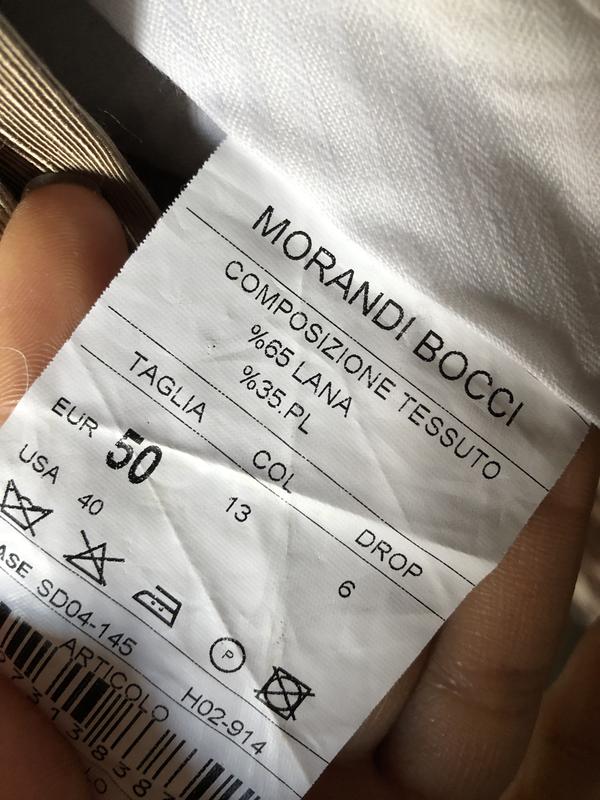 MORANDI BOCCI
COMPOSIZIONE TESSUTO
%65 LANA
%35.PL
TAGLIA COL DROP
EUR 50 13 6
USA 40
P
SD04-145
ARTICOLO H02-914